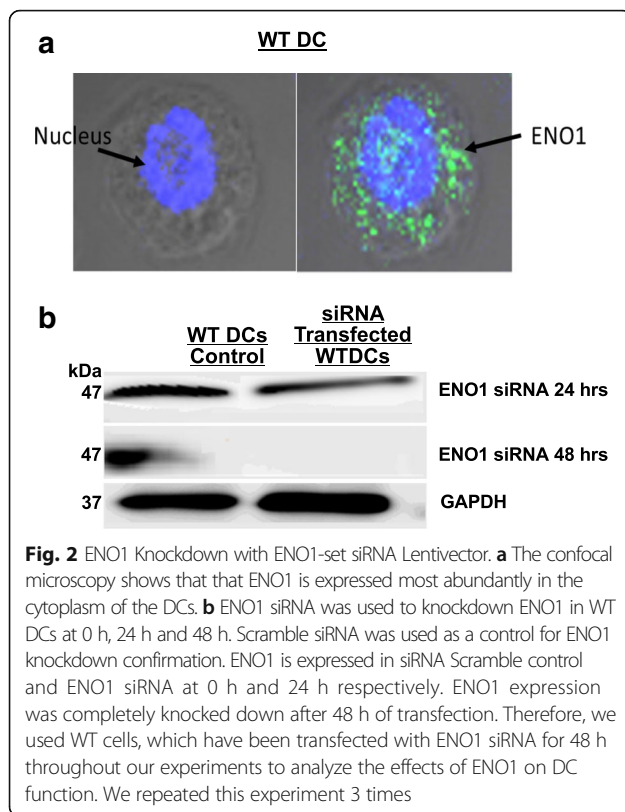 a
WT DC
Nucleus
ENO1
b
WT DCs
Control
siRNA
Transfected
WTDCs
kDa
47
ENO1 siRNA 24 hrs
47
ENO1 siRNA 48 hrs
37
GAPDH
Fig. 2 ENO1 Knockdown with ENO1-set siRNA Lentivector. a The confocal
microscopy shows that that ENO1 is expressed most abundantly in the
cytoplasm of the DCs. b ENO1 siRNA was used to knockdown ENO1 in WT
DCs at 0 h, 24 h and 48 h. Scramble siRNA was used as a control for ENO1
knockdown confirmation. ENO1 is expressed in siRNA Scramble control
and ENO1 siRNA at 0 h and 24 h respectively. ENO1 expression
was completely knocked down after 48 h of transfection. Therefore, we
used WT cells, which have been transfected with ENO1 siRNA for 48 h
throughout our experiments to analyze the effects of ENO1 on DC
function. We repeated this experiment 3 times